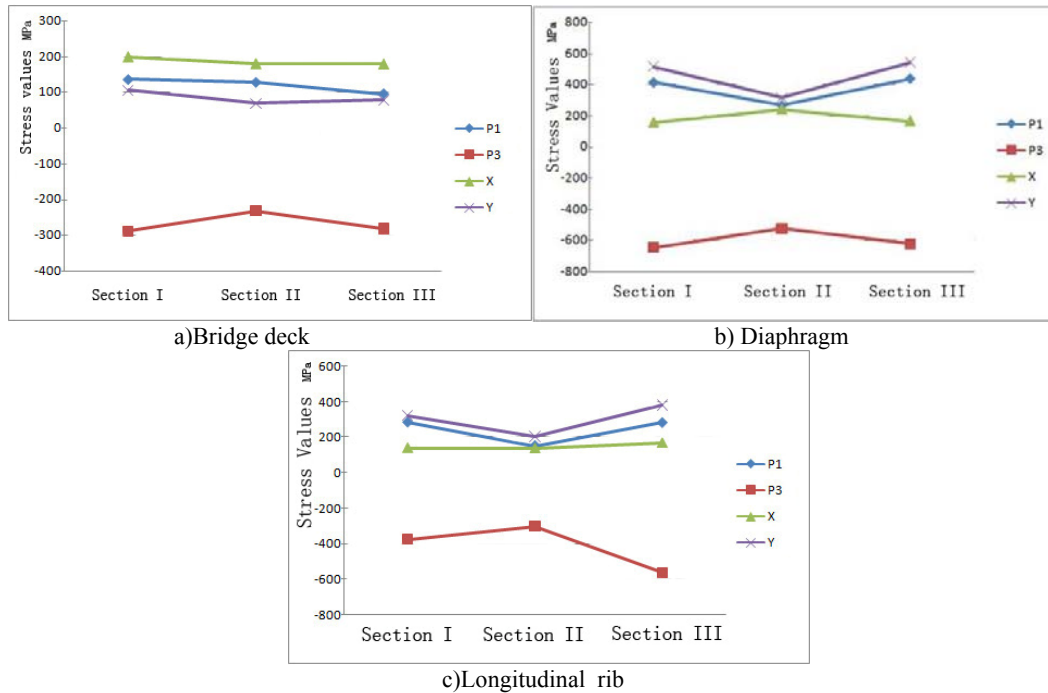 Stress values MPa
300
200
100
0
-100
-200
-300
-400
Section I Section II Section III
P1
P3
X
Y
a)Bridge deck
Stress Values MPa
800
600
400
200
0
-200
-400
-600
-800
Section I Section II Section III
P1
P3
X
Y
b) Diaphragm
Stress Values MPa
600
400
200
0
-200
-400
-600
-800
Section I Section II Section III
P1
P3
X
Y
c)Longitudinal rib